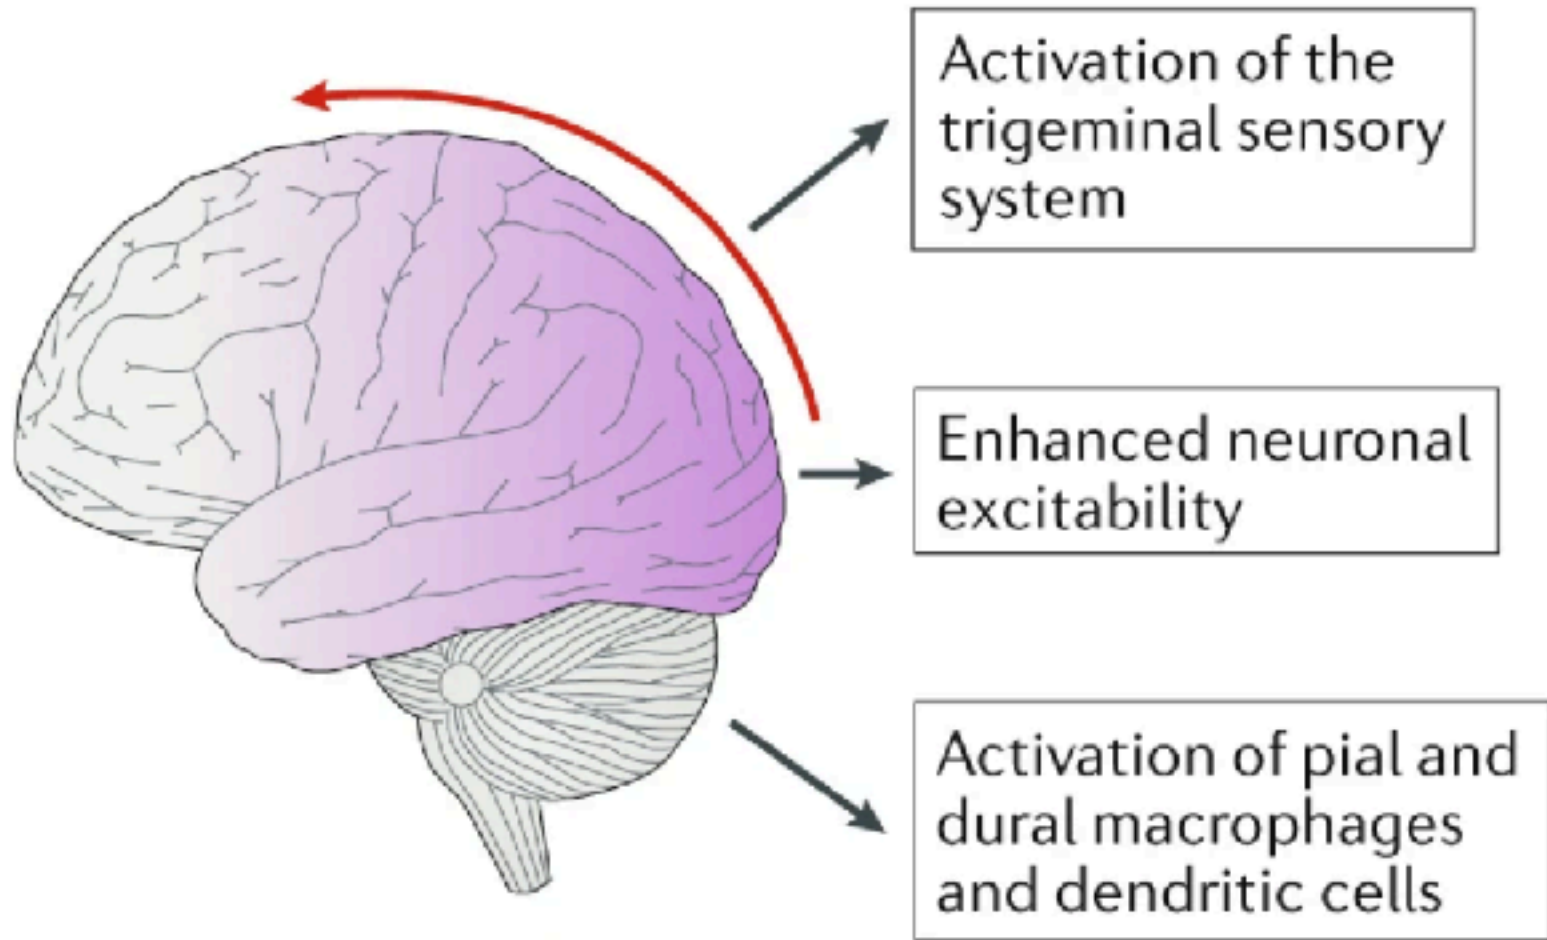 Activation of the
trigeminal sensory
system
Enhanced neuronal
excitability
Activation of pial and
dural macrophages
and dendritic cells